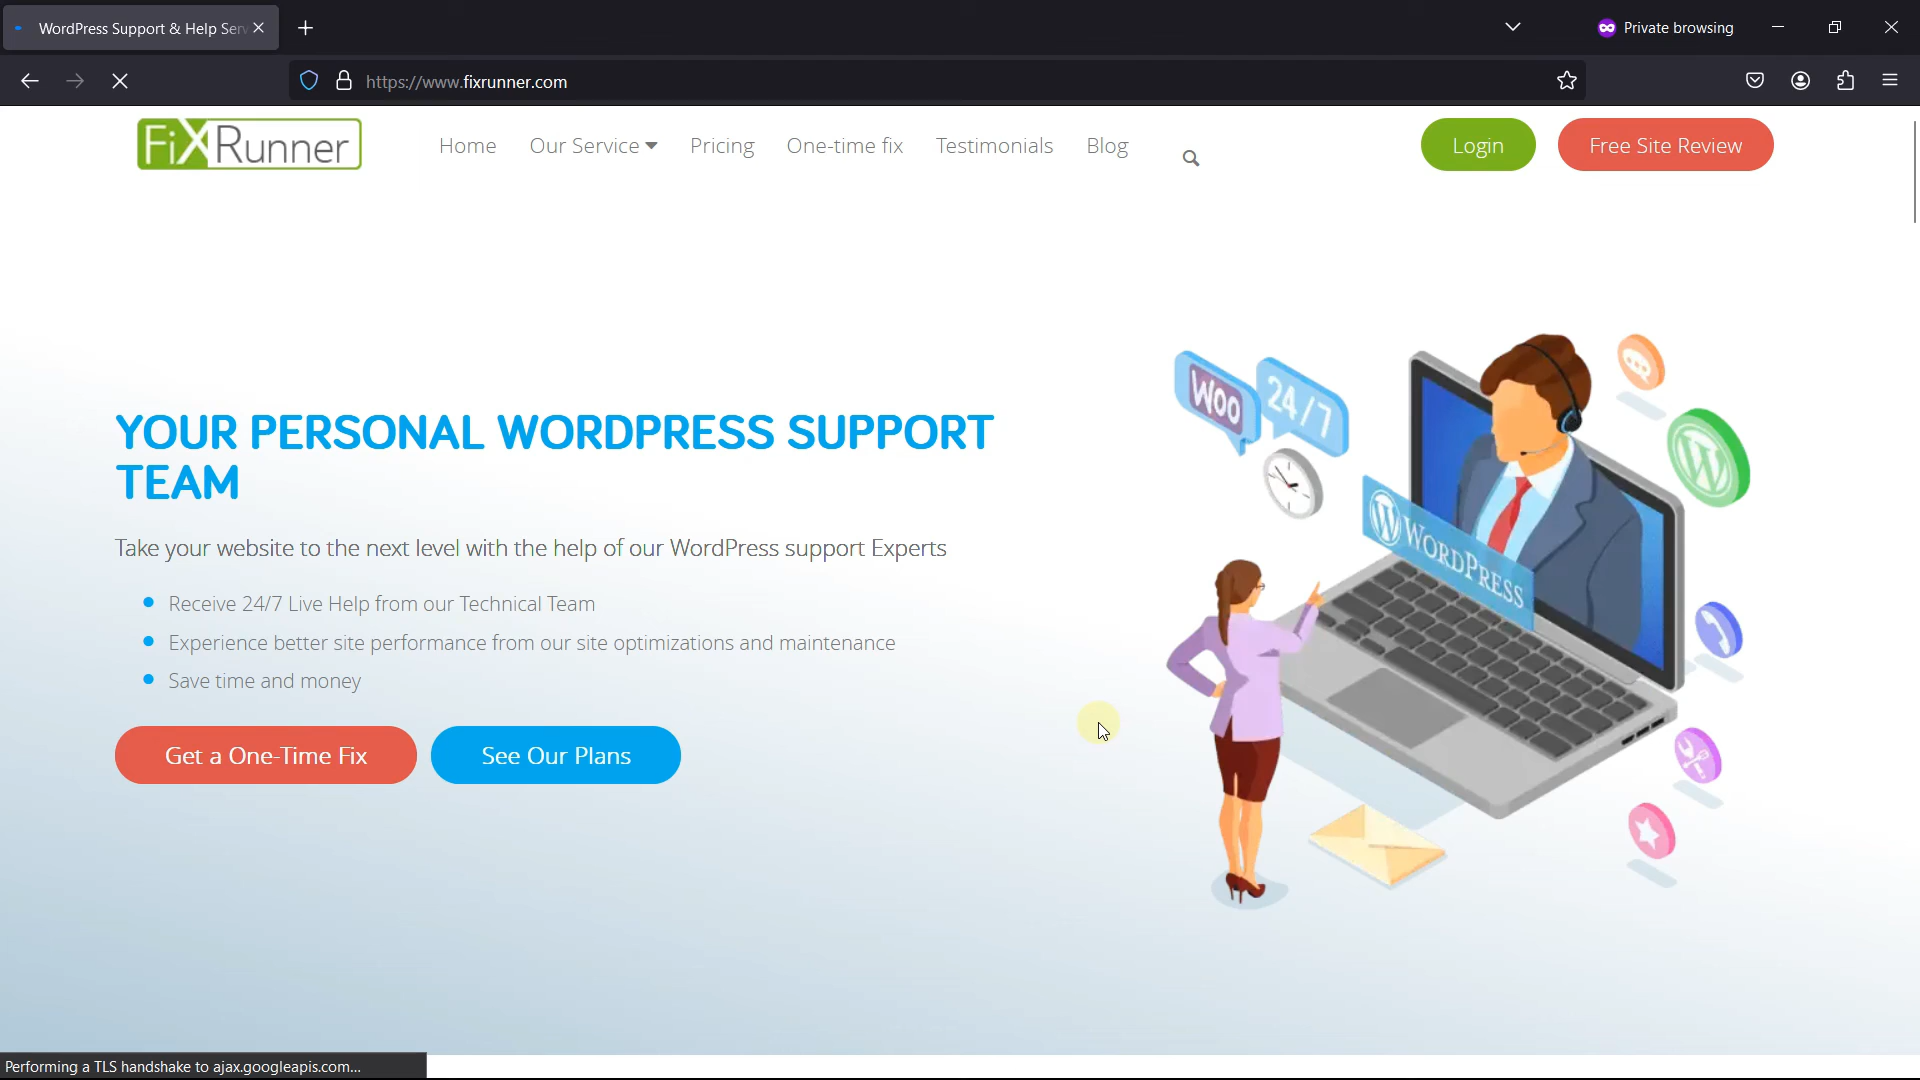 WordPress Support & Help Serv
Private browsing
https://www.fixrunner.com
FiXRunner
Home
Our Service
Pricing
One-time fix
Testimonials
Blog
Login
Free Site Review
YOUR PERSONAL WORDPRESS SUPPORT
TEAM
Take your website to the next level with the help of our WordPress support Experts
Receive 24/7 Live Help from our Technical Team
Experience better site performance from our site optimizations and maintenance
Save time and money
Get a One-Time Fix
See Our Plans
WOO
24/7
WORDPRESS
Performing a TLS handshake to ajax.googleapis.com...